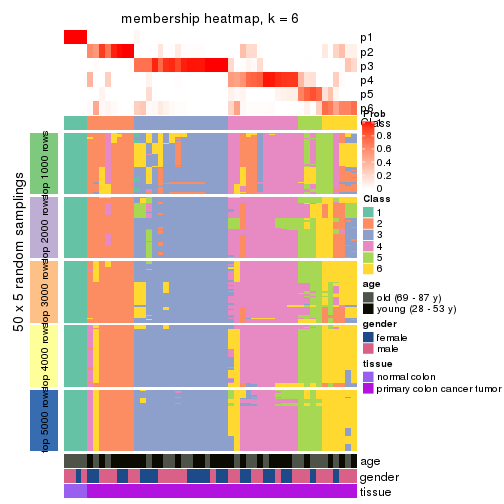 membership heatmap, k = 6
p1
p2
p3
p4
p5
p6
Class
50 x 5 random samplings
top 1000 rows
top 2000 rows
top 3000 rows
top 4000 rows
top 5000 rows
Prob
1
0.8
0.6
0.4
0.2
0
Class
1
2
3
4
5
6
age
old (69 - 87 y)
young (28 - 53 y)
gender
female
male
tissue
normal colon
primary colon cancer tumor
age
gender
tissue